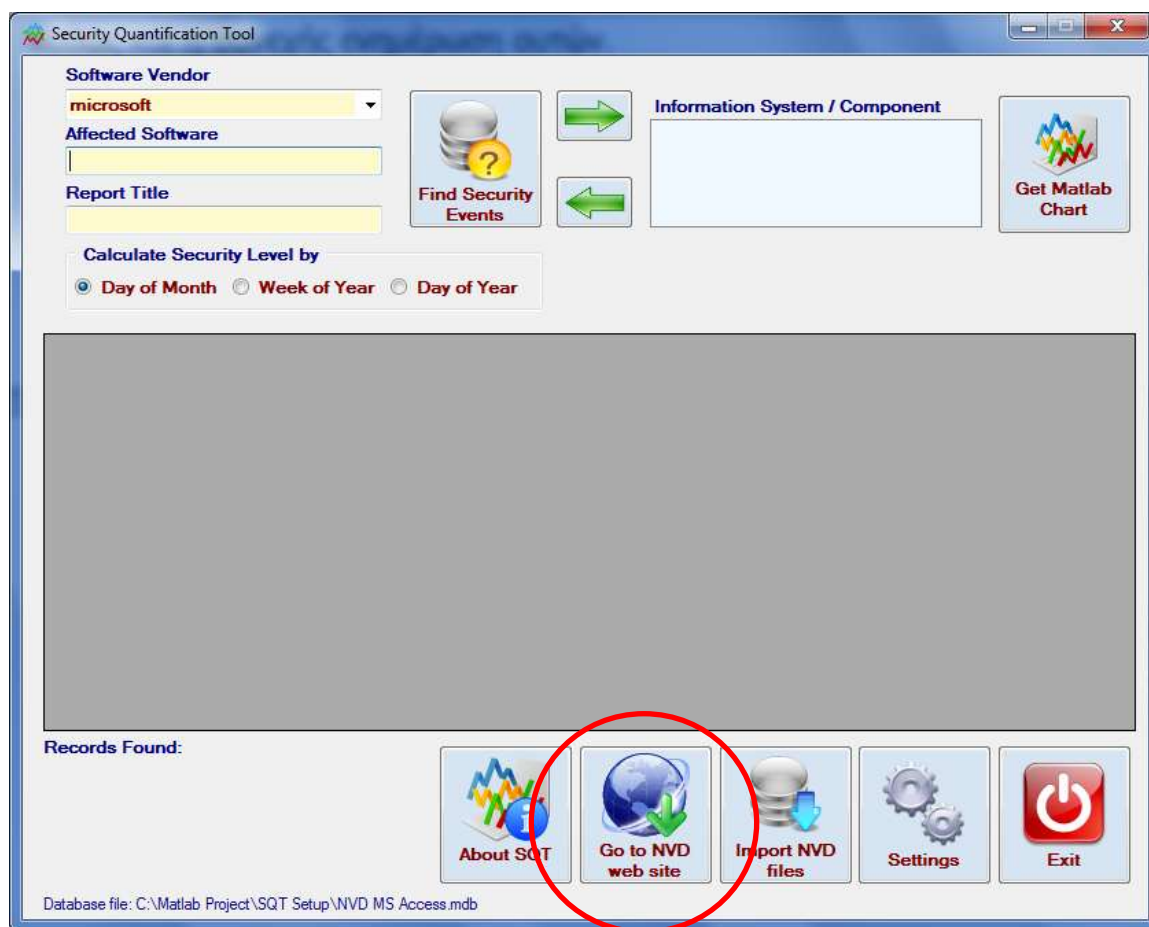 Security Quantification Tool
Software Vendor
microsoft
Affected Software
Report Title
Find Security
Events
Information System / Component
Get Matlab
Chart
Calculate Security Level by
Day of Month
Week of Year
Day of Year
Records Found:
About SQT
Go to NVD
web site
Import NVD
files
Settings
Exit
Database file: C:\Matlab Project\SQT Setup\NVD MS Access.mdb